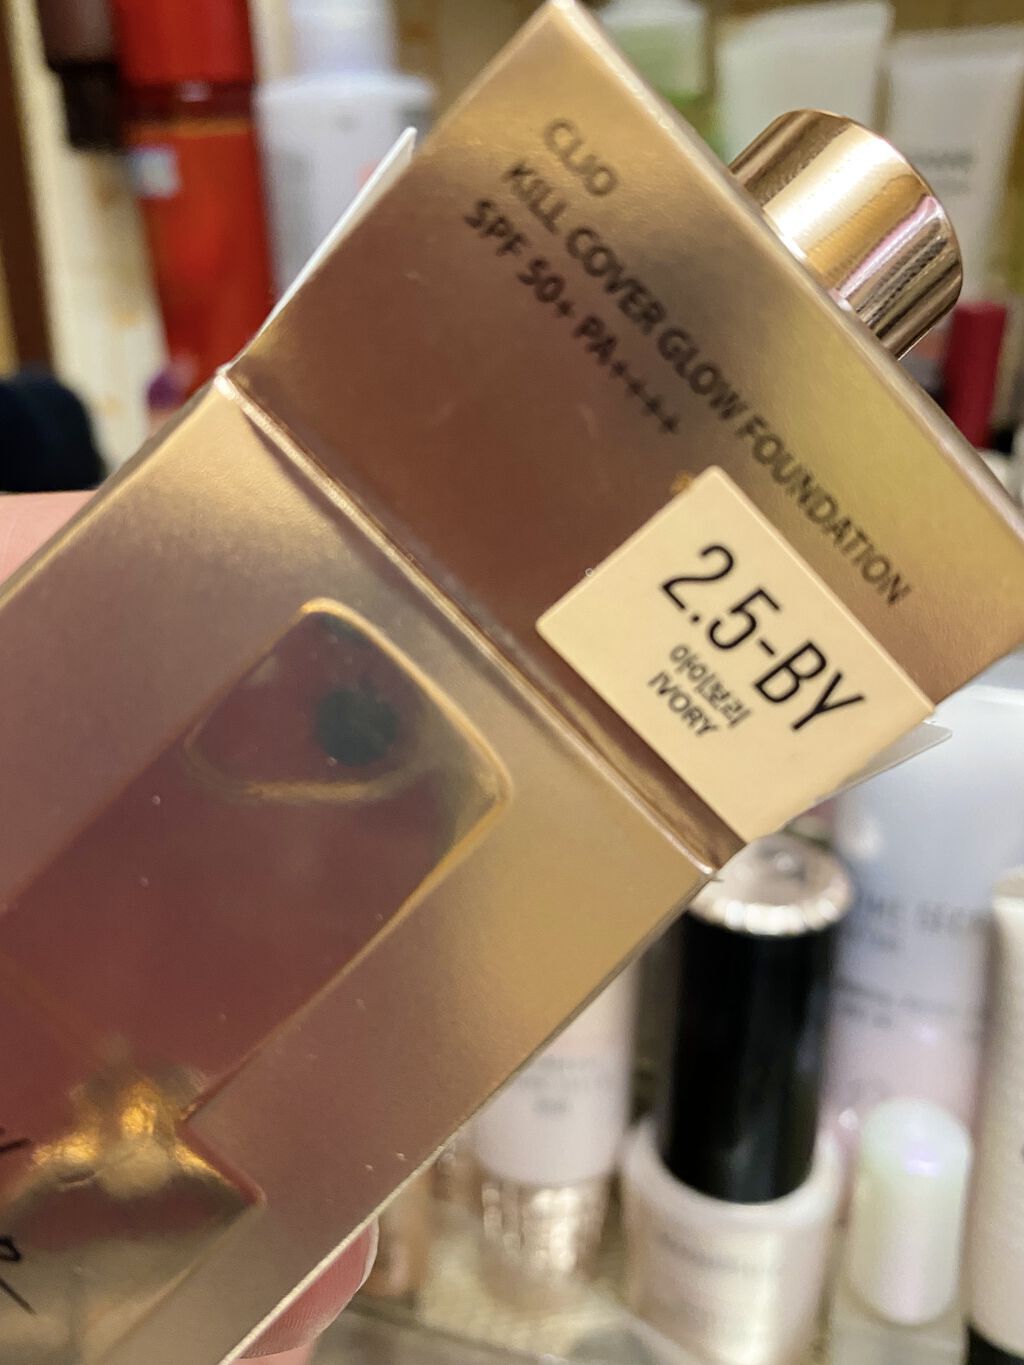 CLIO
KILL COVER GLOW FOUNDATION
SPF 50+ PA++++
2.5-BY
아이보리
IVORY